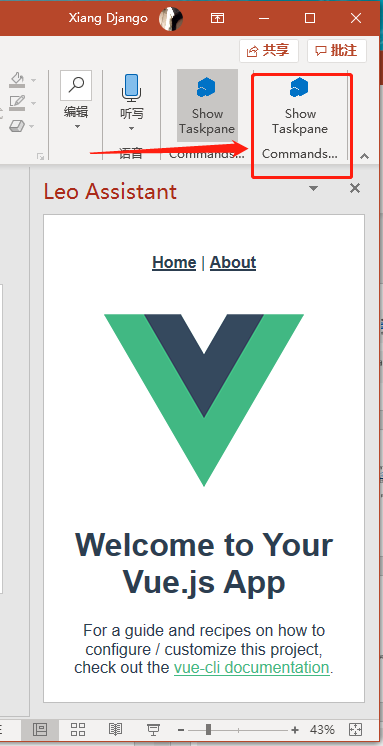 Xiang Django
共享
批注
编辑
听写
Show
Taskpane
Show
Taskpane
语音
Commands...
Commands...
Leo Assistant
Home | About
Welcome to Your
Vue.js App
For a guide and recipes on how to
configure / customize this project,
check out the vue-cli documentation.
43%